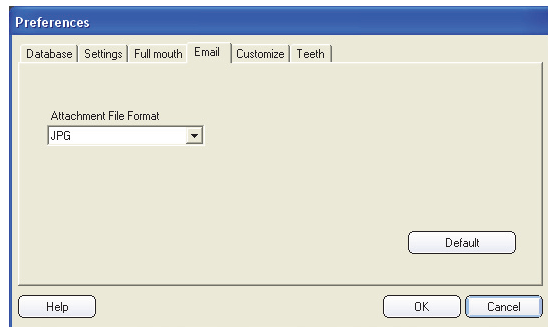 Preferences
Database Settings Full mouth Email Customize Teeth
Attachment File Format
JPG
Default
Help OK Cancel